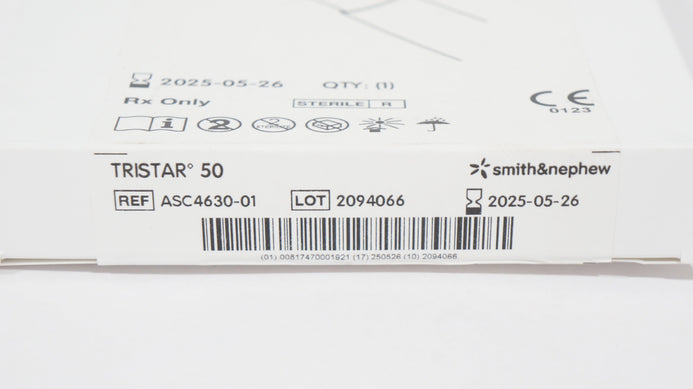 2025-05-26 QTY: (1)
Rx Only STERILE R
CE
0123
TRISTAR° 50 smith&nephew
REF ASC4630-01 LOT 2094066 2025-05-26
(01) 00817470001921 (17) 250526 (10) 2094066